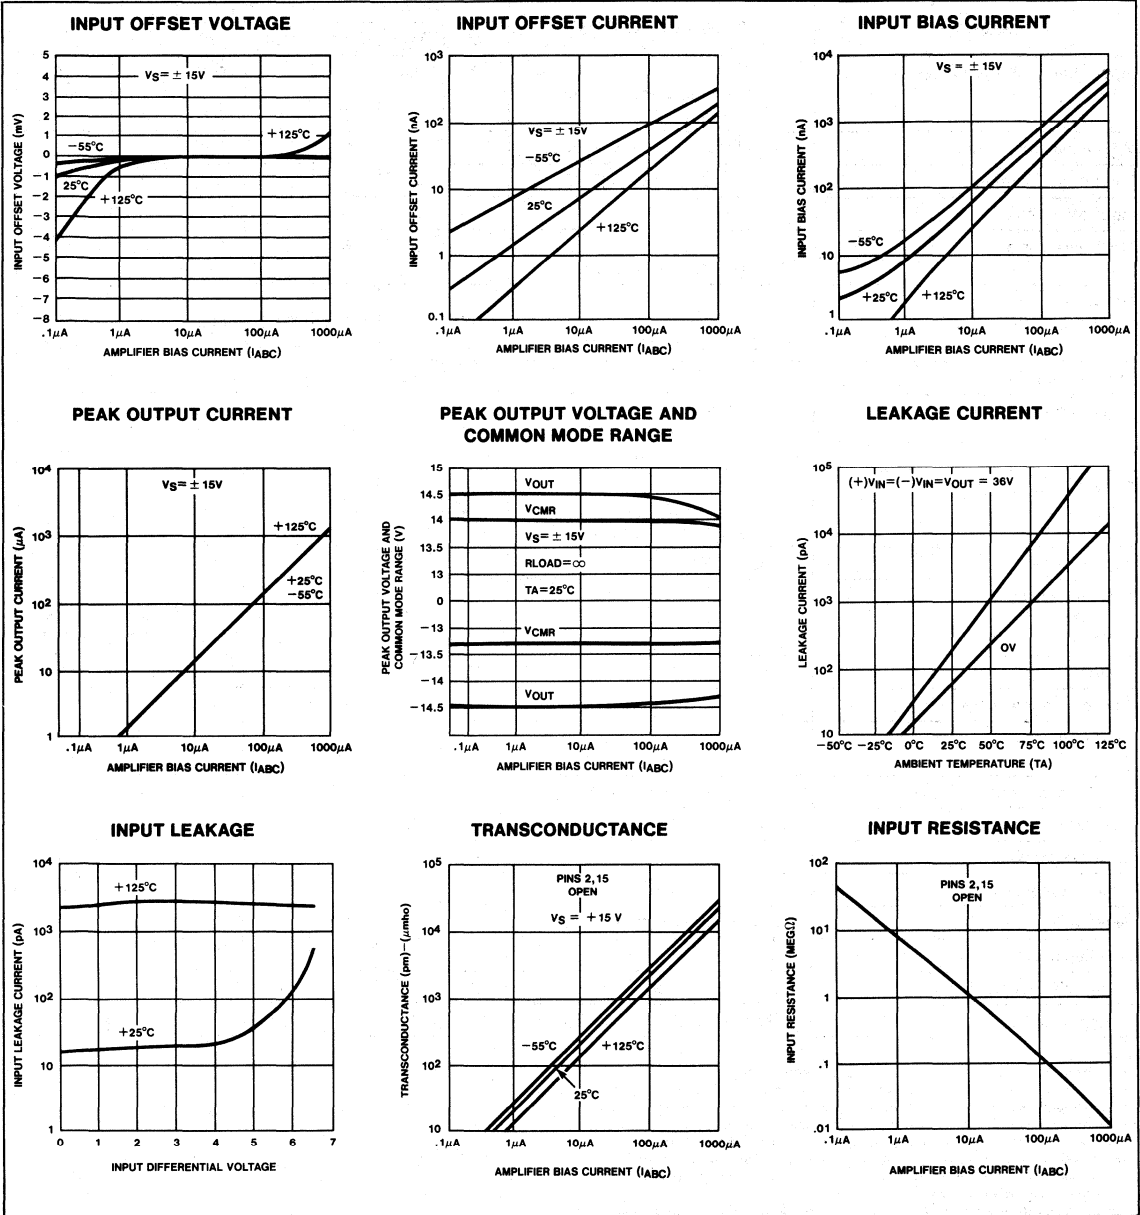 INPUT OFFSET VOLTAGE
5
4
3
2
1
0
−1
−2
−3
−4
−5
−6
−7
−8
INPUT OFFSET VOLTAGE (mV)
VS = ± 15V
+125°C
−55°C
25°C
+125°C
.1μA 1μA 10μA 100μA 1000μA
AMPLIFIER BIAS CURRENT (IABC)
INPUT OFFSET CURRENT
10³
10²
10
1
0.1
INPUT OFFSET CURRENT (nA)
VS = ± 15V
−55°C
25°C
+125°C
.1μA 1μA 10μA 100μA 1000μA
AMPLIFIER BIAS CURRENT (IABC)
INPUT BIAS CURRENT
10⁴
10³
10²
10
1
INPUT BIAS CURRENT (nA)
VS = ±15V
−55°C
+25°C
+125°C
.1μA 1μA 10μA 100μA 1000μA
AMPLIFIER BIAS CURRENT (IABC)
PEAK OUTPUT CURRENT
10⁴
10³
10²
10
1
PEAK OUTPUT CURRENT (μA)
VS = ± 15V
+125°C
+25°C
−55°C
.1μA 1μA 10μA 100μA 1000μA
AMPLIFIER BIAS CURRENT (IABC)
PEAK OUTPUT VOLTAGE AND
COMMON MODE RANGE
15
14.5
14
13.5
13
0
−13
−13.5
−14
−14.5
PEAK OUTPUT VOLTAGE AND
COMMON MODE RANGE (V)
VOUT
VCMR
VS = ± 15V
RLOAD = ∞
TA = 25°C
VCMR
VOUT
.1μA 1μA 10μA 100μA 1000μA
AMPLIFIER BIAS CURRENT (IABC)
LEAKAGE CURRENT
10⁵
10⁴
10³
10²
10
LEAKAGE CURRENT (pA)
(+)VIN=(−)VIN=VOUT = 36V
OV
−50°C −25°C 0°C 25°C 50°C 75°C 100°C 125°C
AMBIENT TEMPERATURE (TA)
INPUT LEAKAGE
10⁴
10³
10²
10
1
INPUT LEAKAGE CURRENT (pA)
+125°C
+25°C
0 1 2 3 4 5 6 7
INPUT DIFFERENTIAL VOLTAGE
TRANSCONDUCTANCE
10⁵
10⁴
10³
10²
10
TRANSCONDUCTANCE (pm)−(μmho)
PINS 2, 15
OPEN
VS = +15 V
−55°C
+125°C
25°C
.1μA 1μA 10μA 100μA 1000μA
AMPLIFIER BIAS CURRENT (IABC)
INPUT RESISTANCE
10²
10¹
1
.1
.01
INPUT RESISTANCE (MEGΩ)
PINS 2, 15
OPEN
.1μA 1μA 10μA 100μA 1000μA
AMPLIFIER BIAS CURRENT (IABC)